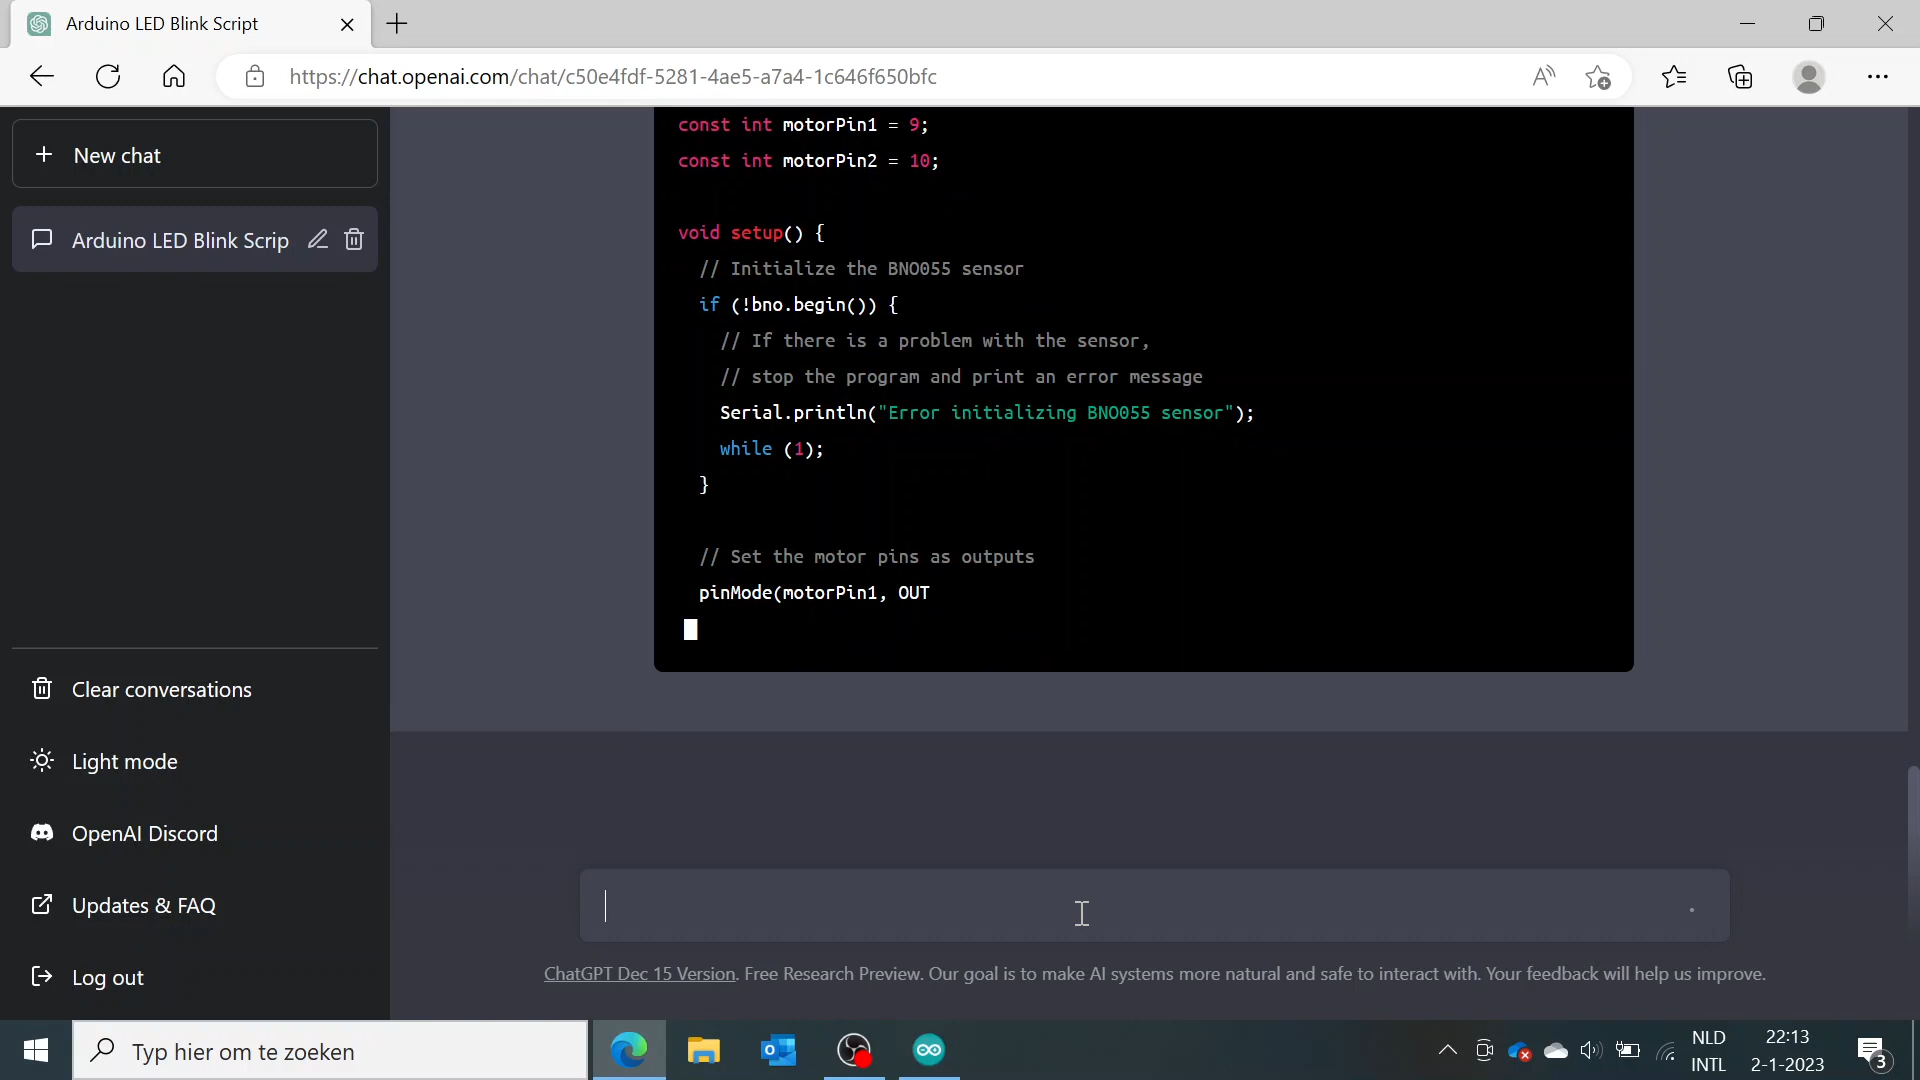 Arduino LED Blink Script
https://chat.openai.com/chat/c50e4fdf-5281-4ae5-a7a4-1c646f650bfc
New chat
Arduino LED Blink Scrip
Clear conversations
Light mode
OpenAI Discord
Updates & FAQ
Log out
const int motorPin1 = 9;
const int motorPin2 = 10;
void setup() {
// Initialize the BNO055 sensor
if (!bno.begin()) {
// If there is a problem with the sensor,
// stop the program and print an error message
Serial.println("Error initializing BNO055 sensor");
while (1);
}
// Set the motor pins as outputs
pinMode(motorPin1, OUT
ChatGPT Dec 15 Version. Free Research Preview. Our goal is to make AI systems more natural and safe to interact with. Your feedback will help us improve.
Typ hier om te zoeken
NLD
INTL
22:13
2-1-2023
3